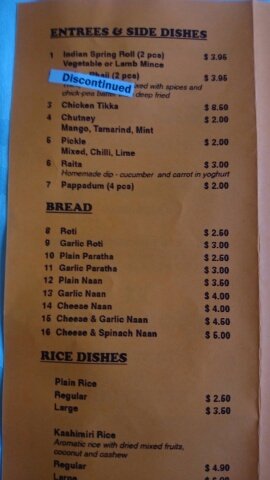 ENTREES & SIDE DISHES
1 Indian Spring Roll (2 pcs) $ 3.95
Vegetable or Lamb Mince
Discontinued (2 pcs) $ 3.95
mixed with spices and
chick-pea batter deep fried
3 Chicken Tikka $ 8.50
4 Chutney $ 2.00
Mango, Tamarind, Mint
5 Pickle $ 2.00
Mixed, Chilli, Lime
6 Raita $ 3.00
Homemade dip - cucumber and carrot in yoghurt
7 Pappadum (4 pcs) $ 2.00
BREAD
8 Roti $ 2.50
9 Garlic Roti $ 3.00
10 Plain Paratha $ 2.50
11 Garlic Paratha $ 3.00
12 Plain Naan $ 3.50
13 Garlic Naan $ 4.00
14 Cheese Naan $ 4.00
15 Cheese & Garlic Naan $ 4.50
16 Cheese & Spinach Naan $ 5.00
RICE DISHES
Plain Rice
Regular $ 2.50
Large $ 3.50
Kashimiri Rice
Aromatic rice with dried mixed fruits,
coconut and cashew
Regular $ 4.90
Large